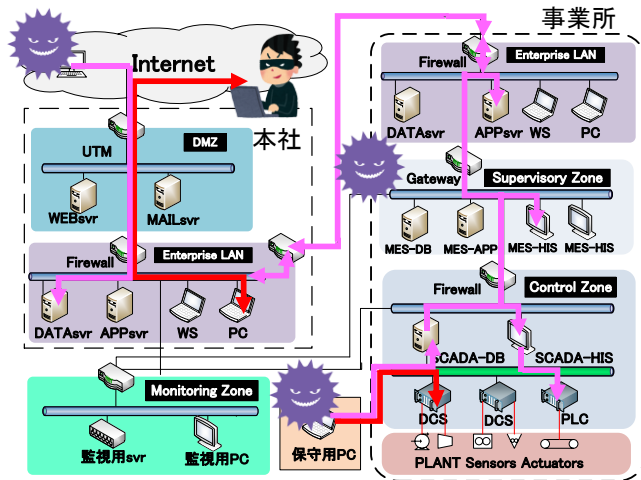 事業所
Internet
Firewall
Enterprise LAN
DATAsvr
APPsvr
WS
PC
本社
UTM
DMZ
WEBsvr
MAILsvr
Gateway
Supervisory Zone
MES-DB
MES-APP
MES-HIS
MES-HIS
Firewall
Enterprise LAN
DATAsvr
APPsvr
WS
PC
Firewall
Control Zone
SCADA-DB
SCADA-HIS
Monitoring Zone
監視用svr
監視用PC
保守用PC
DCS
DCS
PLC
PLANT Sensors Actuators